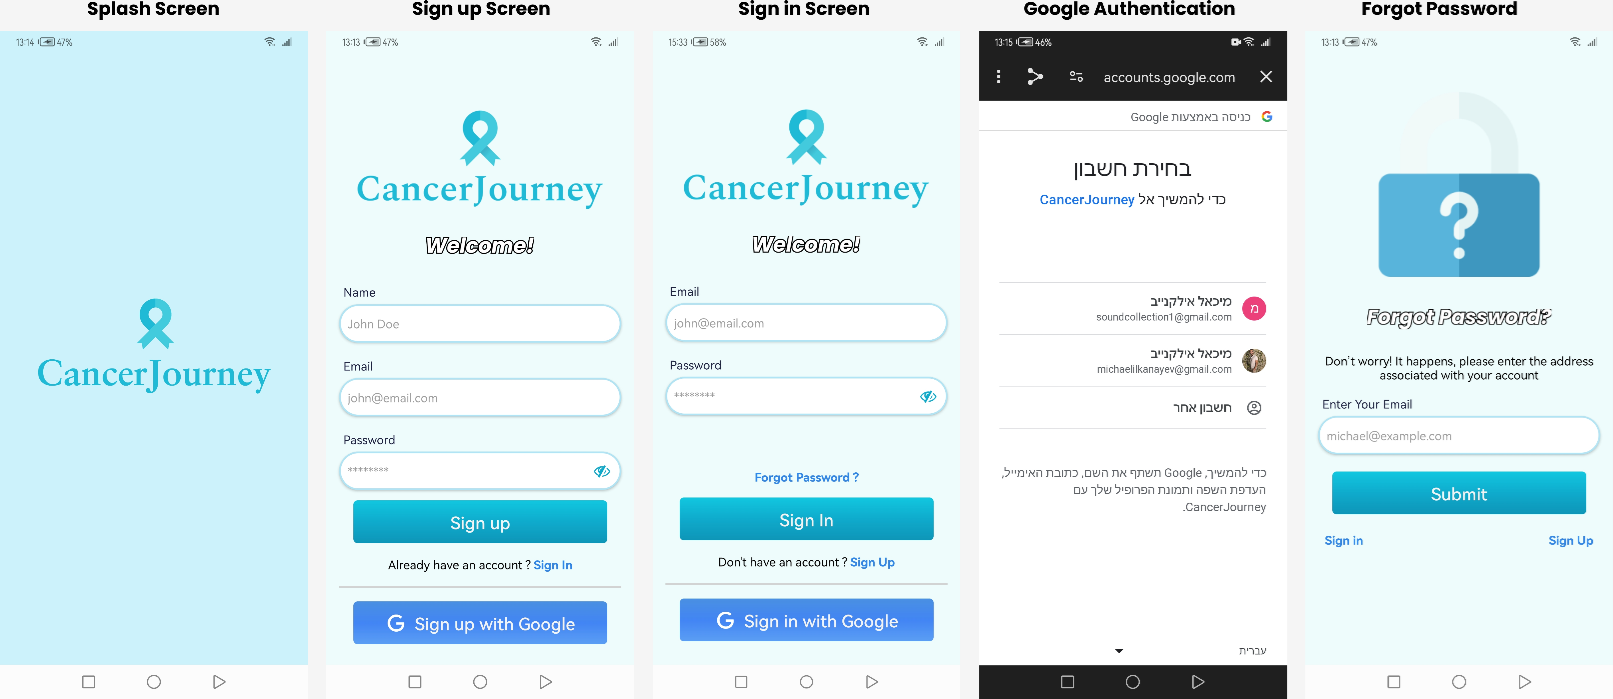 Splash Screen
13:14 47%
CancerJourney
Sign up Screen
13:13 47%
CancerJourney
Welcome!
Name
John Doe
Email
john@email.com
Password
********
Sign up
Already have an account ? Sign In
G Sign up with Google
Sign in Screen
15:33 58%
CancerJourney
Welcome!
Email
john@email.com
Password
********
Forgot Password ?
Sign In
Don't have an account ? Sign Up
G Sign in with Google
Google Authentication
13:15 46%
accounts.google.com
כניסה באמצעות Google
בחירת חשבון
כדי להמשיך אל CancerJourney
מ
מיכאל אילקנייב
soundcollection1@gmail.com
מיכאל אילקנייב
michaelilkanayev@gmail.com
חשבון אחר
כדי להמשיך, Google תשתף את השם, כתובת האימייל,
העדפת השפה ותמונת הפרופיל שלך עם
CancerJourney.
עברית
Forgot Password
13:13 47%
?
Forgot Password?
Don't worry! It happens, please enter the address
associated with your account
Enter Your Email
michael@example.com
Submit
Sign in Sign Up